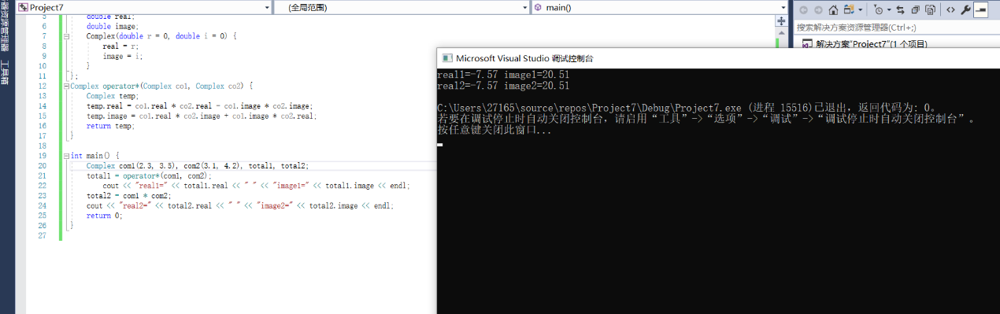 器资源管理器
工具箱
Project7
(全局范围)
main()
5 double real;
6 double image;
7 Complex(double r = 0, double i = 0) {
8 real = r;
9 image = i;
10 }
11 };
12 Complex operator*(Complex co1, Complex co2) {
13 Complex temp;
14 temp.real = co1.real * co2.real - co1.image * co2.image;
15 temp.image = co1.real * co2.image + co1.image * co2.real;
16 return temp;
17 }
18
19 int main() {
20 Complex com1(2.3, 3.5), com2(3.1, 4.2), total1, total2;
21 total1 = operator*(com1, com2);
22 cout << "real1=" << total1.real << " " << "image1=" << total1.image << endl;
23 total2 = com1 * com2;
24 cout << "real2=" << total2.real << " " << "image2=" << total2.image << endl;
25 return 0;
26 }
27
搜索解决方案资源管理器(Ctrl+;)
解决方案"Project7"(1 个项目)
Microsoft Visual Studio 调试控制台
real1=-7.57 image1=20.51
real2=-7.57 image2=20.51
C:\Users\27165\source\repos\Project7\Debug\Project7.exe (进程 15516)已退出，返回代码为: 0。
若要在调试停止时自动关闭控制台，请启用“工具”->“选项”->“调试”->“调试停止时自动关闭控制台”。
按任意键关闭此窗口...